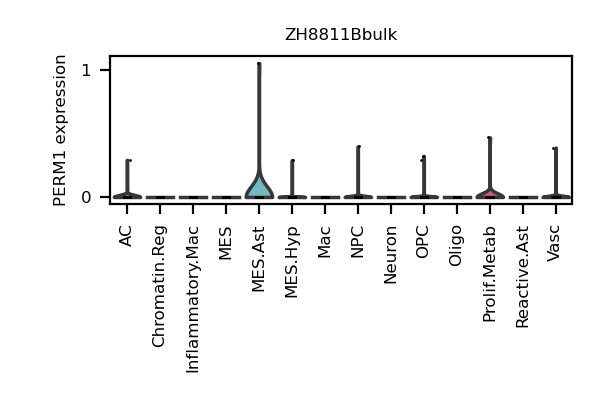 ZH8811Bbulk
PERM1 expression
1
0
AC
Chromatin.Reg
Inflammatory.Mac
MES
MES.Ast
MES.Hyp
Mac
NPC
Neuron
OPC
Oligo
Prolif.Metab
Reactive.Ast
Vasc